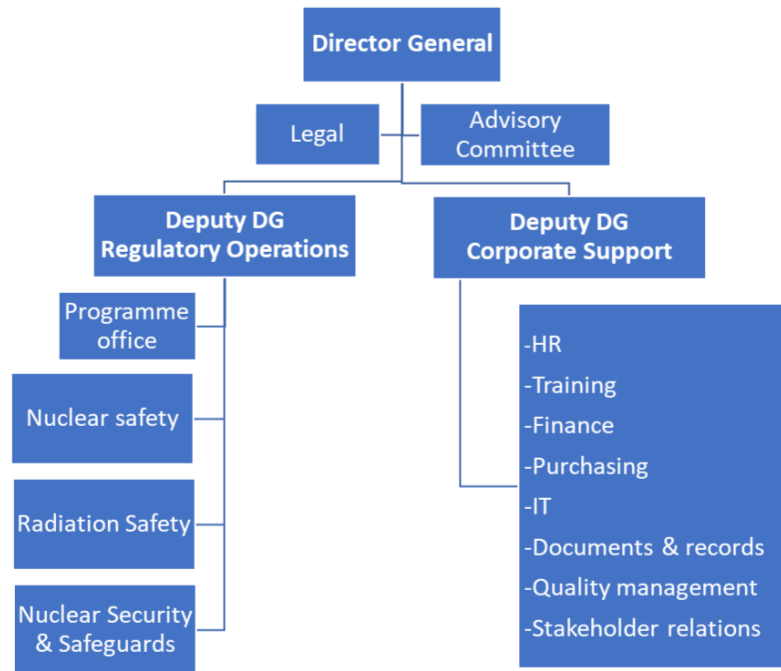 Director General
Legal
Advisory
Committee
Deputy DG
Regulatory Operations
Deputy DG
Corporate Support
Programme
office
Nuclear safety
Radiation Safety
Nuclear Security
& Safeguards
-HR
-Training
-Finance
-Purchasing
-IT
-Documents & records
-Quality management
-Stakeholder relations